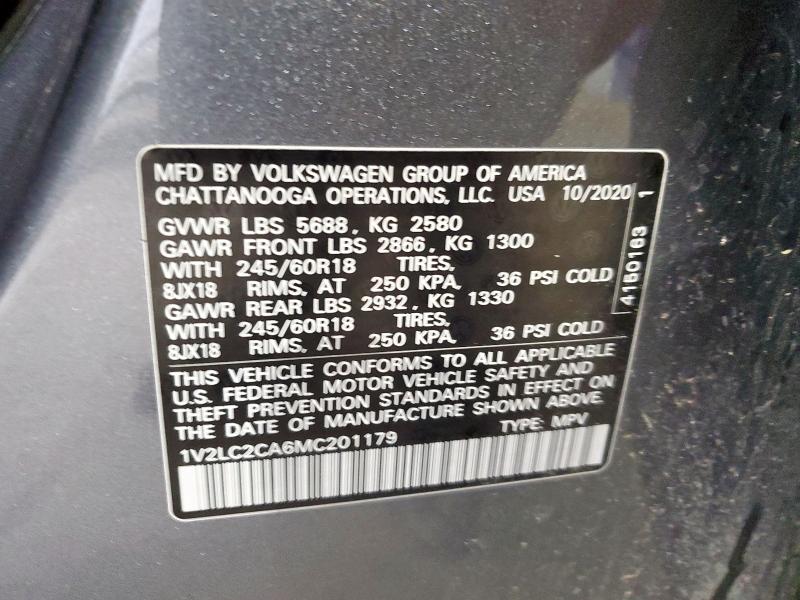 MFD BY VOLKSWAGEN GROUP OF AMERICA
CHATTANOOGA OPERATIONS, LLC. USA 10/2020
GVWR LBS 5688, KG 2580
GAWR FRONT LBS 2866, KG 1300
WITH 245/60R18 TIRES,
8JX18 RIMS, AT 250 KPA, 36 PSI COLD
GAWR REAR LBS 2932, KG 1330
WITH 245/60R18 TIRES,
8JX18 RIMS, AT 250 KPA, 36 PSI COLD
THIS VEHICLE CONFORMS TO ALL APPLICABLE
U.S. FEDERAL MOTOR VEHICLE SAFETY AND
THEFT PREVENTION STANDARDS IN EFFECT ON
THE DATE OF MANUFACTURE SHOWN ABOVE.
1V2LC2CA6MC201179 TYPE: MPV
4150163 1